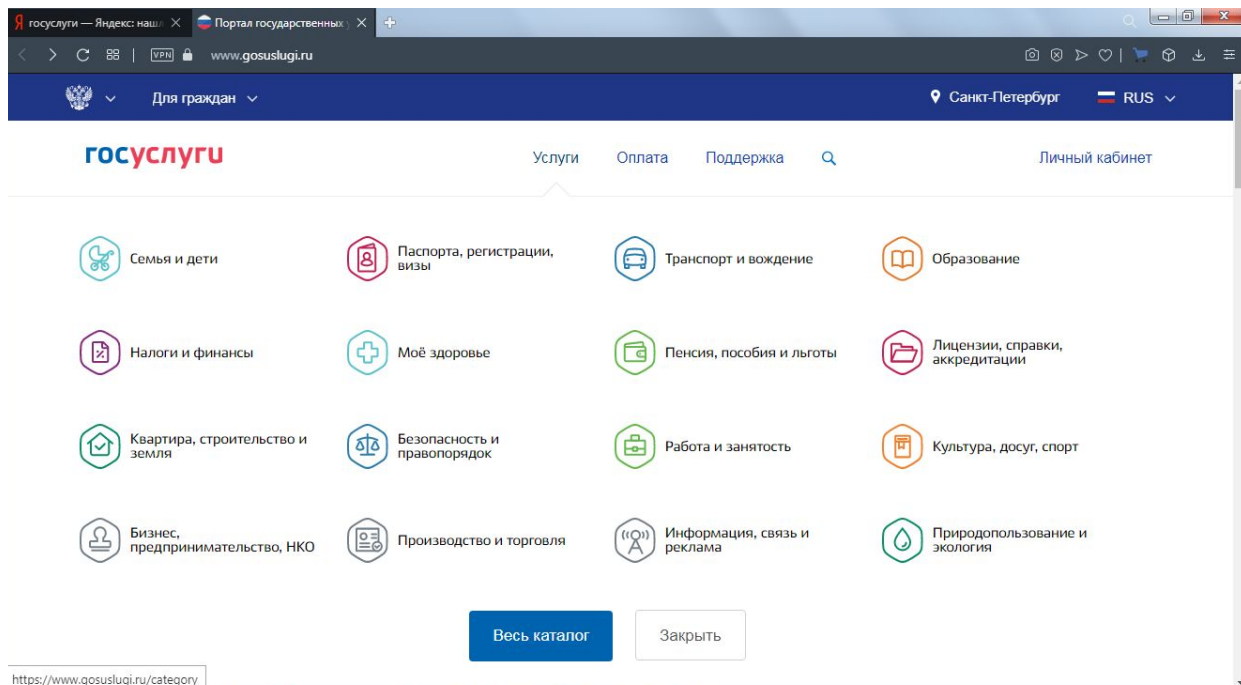 Я госуслуги — Яндекс: наш
Портал государственных
VPN www.gosuslugi.ru
Для граждан
Санкт-Петербург
RUS
госуслуги
Услуги
Оплата
Поддержка
Личный кабинет
Семья и дети
Паспорта, регистрации,
визы
Транспорт и вождение
Образование
Налоги и финансы
Моё здоровье
Пенсия, пособия и льготы
Лицензии, справки,
аккредитации
Квартира, строительство и
земля
Безопасность и
правопорядок
Работа и занятость
Культура, досуг, спорт
Бизнес,
предпринимательство, НКО
Производство и торговля
Информация, связь и
реклама
Природопользование и
экология
Весь каталог
Закрыть
https://www.gosuslugi.ru/category